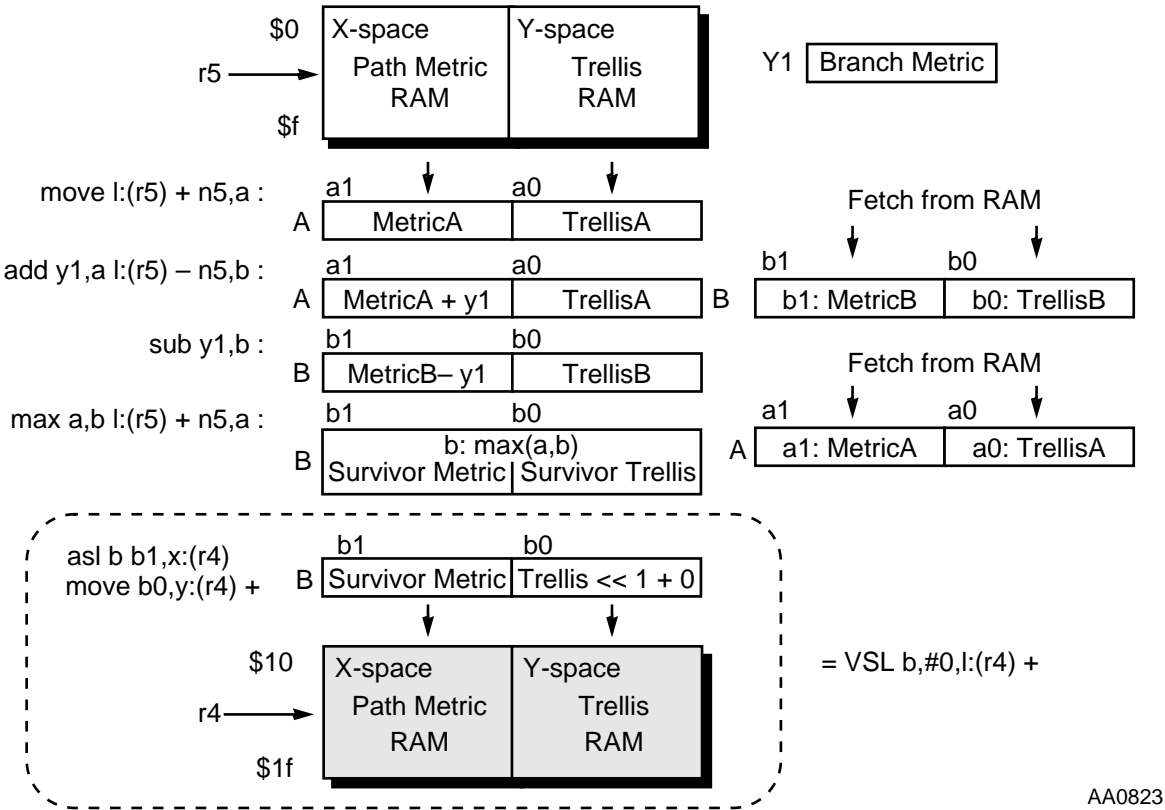 $0
X-space
Y-space
Path Metric
RAM
Trellis
RAM
r5
$f
Y1
Branch Metric
move l:(r5) + n5,a :
a1
a0
A
MetricA
TrellisA
Fetch from RAM
add y1,a l:(r5) – n5,b :
a1
a0
A
MetricA + y1
TrellisA
b1
b0
B
b1: MetricB
b0: TrellisB
sub y1,b :
b1
b0
B
MetricB– y1
TrellisB
Fetch from RAM
max a,b l:(r5) + n5,a :
b1
b0
B
b: max(a,b)
Survivor Metric
Survivor Trellis
a1
a0
A
a1: MetricA
a0: TrellisA
asl b b1,x:(r4)
move b0,y:(r4) +
b1
b0
B
Survivor Metric
Trellis << 1 + 0
$10
X-space
Y-space
Path Metric
RAM
Trellis
RAM
r4
$1f
= VSL b,#0,l:(r4) +
AA0823